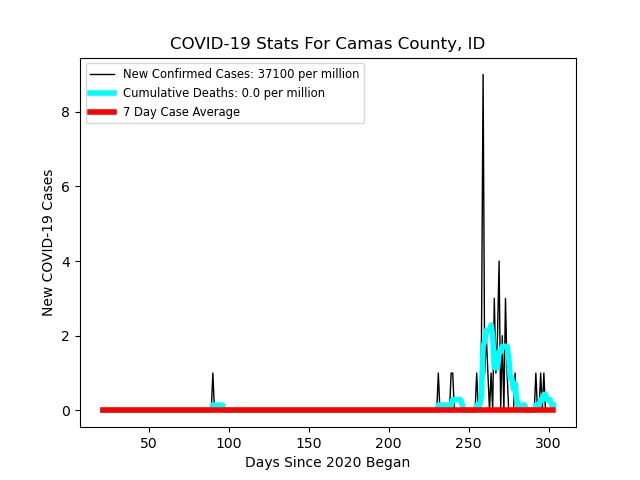 COVID-19 Stats For Camas County, ID
New Confirmed Cases: 37100 per million
Cumulative Deaths: 0.0 per million
7 Day Case Average
New COVID-19 Cases
8
6
4
2
0
50 100 150 200 250 300
Days Since 2020 Began